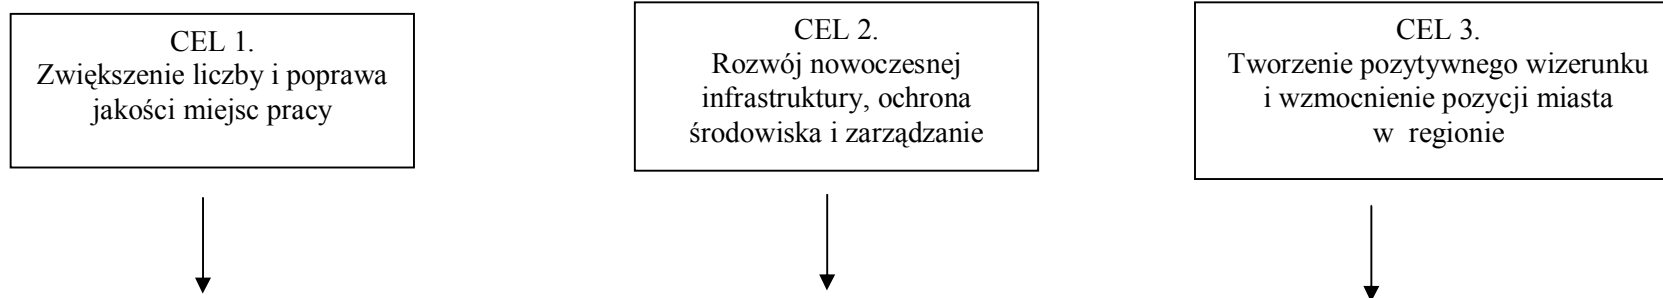 CEL 1.
Zwiększenie liczby i poprawa
jakości miejsc pracy
CEL 2.
Rozwój nowoczesnej
infrastruktury, ochrona
środowiska i zarządzanie
CEL 3.
Tworzenie pozytywnego wizerunku
i wzmocnienie pozycji miasta
w regionie